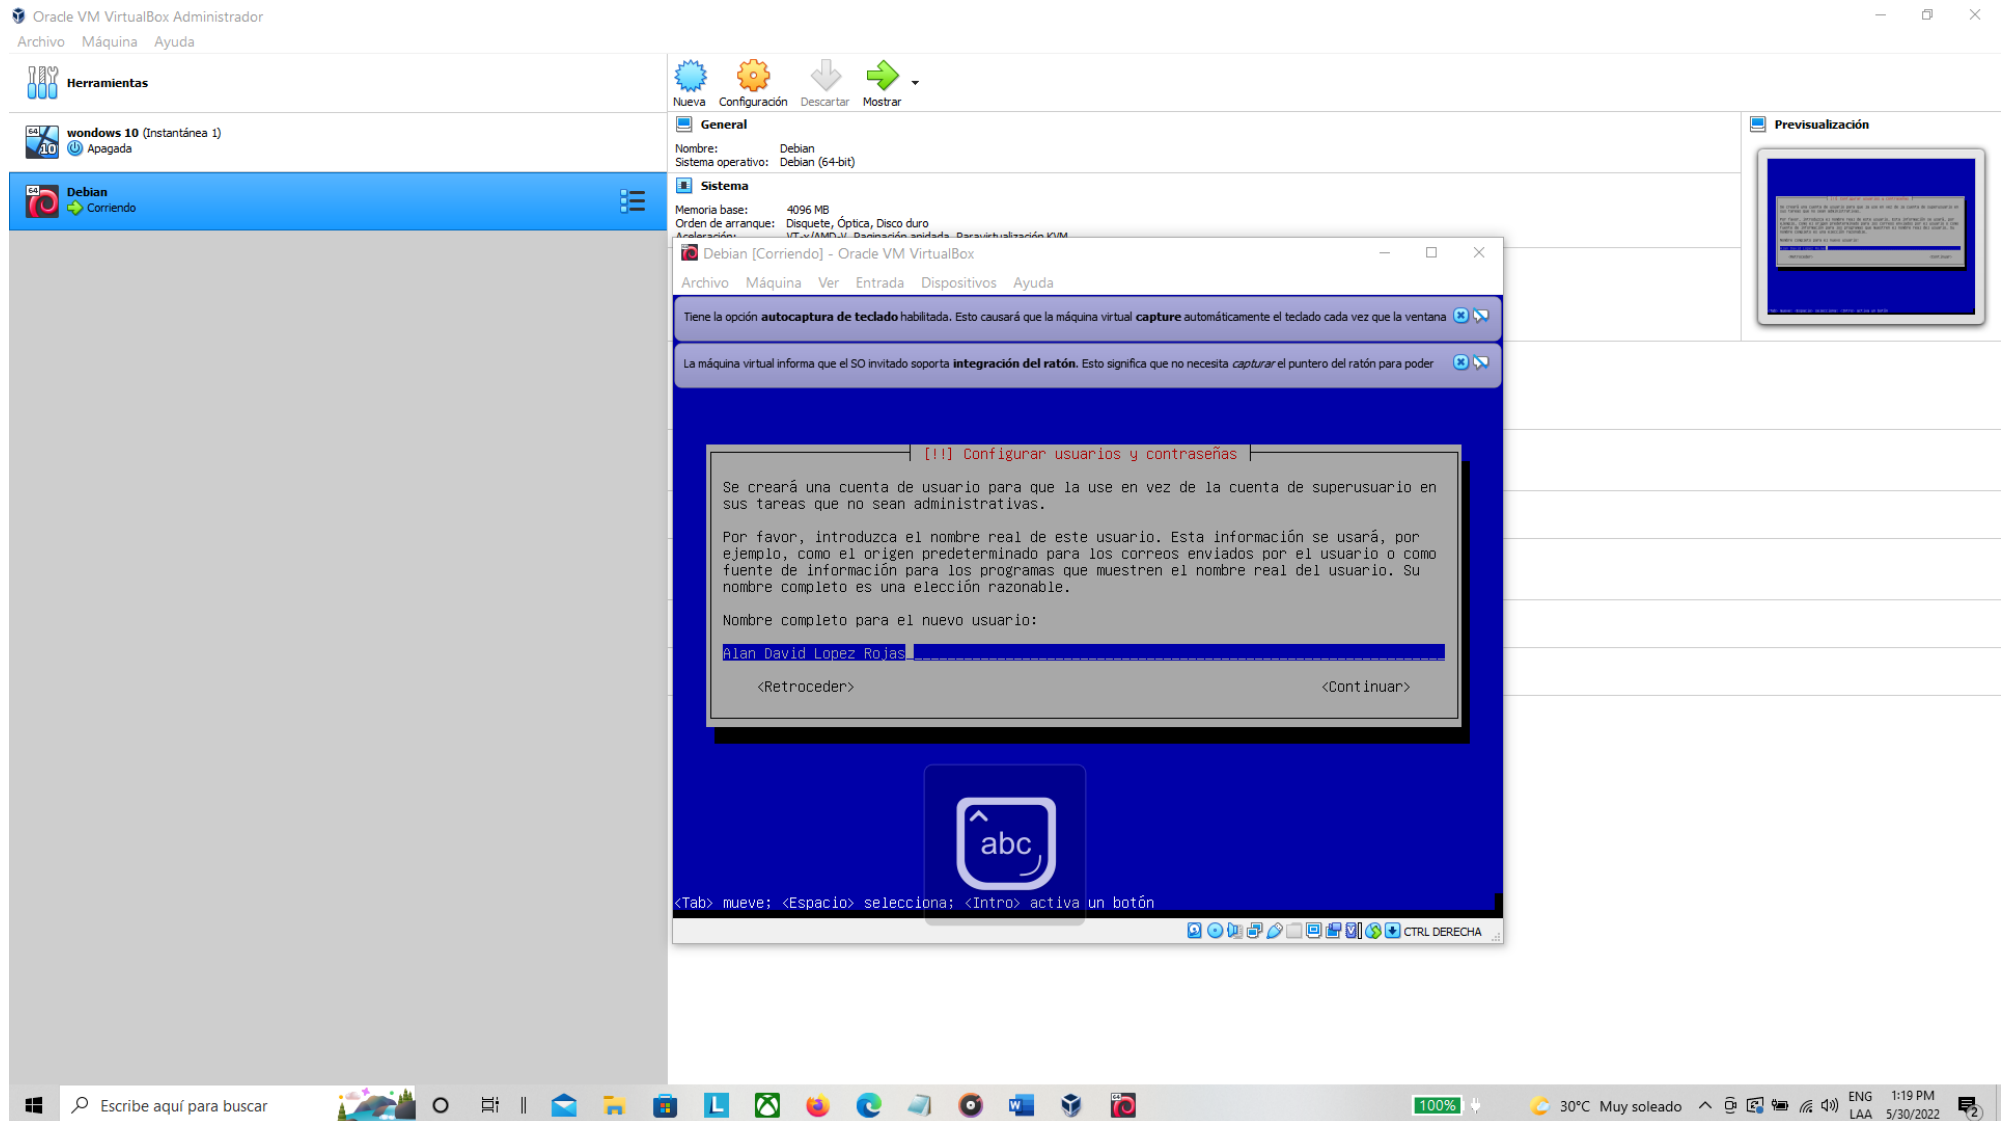 Oracle VM VirtualBox Administrador
Archivo Máquina Ayuda
Herramientas
Nueva Configuración Descartar Mostrar
64 10 wondows 10 (Instantánea 1)
Apagada
64 Debian
Corriendo
General
Nombre: Debian
Sistema operativo: Debian (64-bit)
Sistema
Memoria base: 4096 MB
Orden de arranque: Disquete, Óptica, Disco duro
Aceleración: VT-x/AMD-V, Paginación anidada, Paravirtualización KVM
Previsualización
Debian [Corriendo] - Oracle VM VirtualBox
Archivo Máquina Ver Entrada Dispositivos Ayuda
Tiene la opción autocaptura de teclado habilitada. Esto causará que la máquina virtual capture automáticamente el teclado cada vez que la ventana
La máquina virtual informa que el SO invitado soporta integración del ratón. Esto significa que no necesita capturar el puntero del ratón para poder
[!!] Configurar usuarios y contraseñas
Se creará una cuenta de usuario para que la use en vez de la cuenta de superusuario en
sus tareas que no sean administrativas.
Por favor, introduzca el nombre real de este usuario. Esta información se usará, por
ejemplo, como el origen predeterminado para los correos enviados por el usuario o como
fuente de información para los programas que muestren el nombre real del usuario. Su
nombre completo es una elección razonable.
Nombre completo para el nuevo usuario:
Alan David Lopez Rojas
<Retroceder> <Continuar>
abc
<Tab> mueve; <Espacio> selecciona; <Intro> activa un botón
CTRL DERECHA
Escribe aquí para buscar
100%
30°C Muy soleado
ENG
LAA
1:19 PM
5/30/2022
2